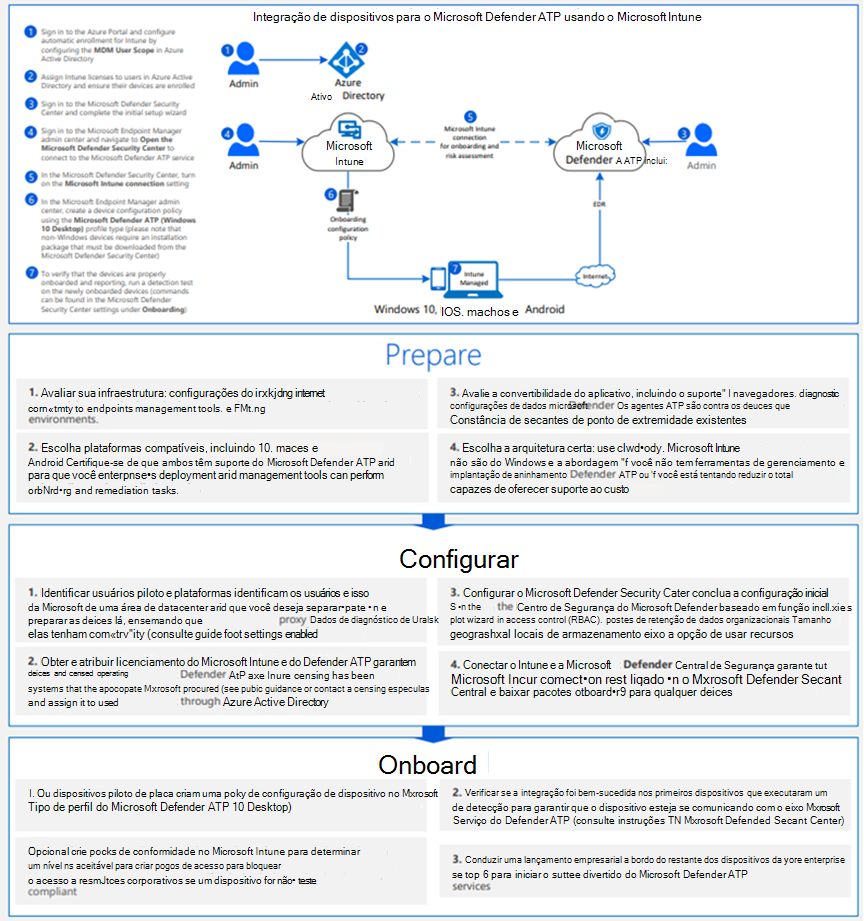 Integração de dispositivos para o Microsoft Defender ATP usando o Microsoft Intune
1 Sign in to the Azure Portal and configure
automatic enrollment for Intune by
configuring the MDM User Scope in Azure
Active Directory
2 Assign Intune licenses to users in Azure Active
Directory and ensure their devices are enrolled
3 Sign in to the Microsoft Defender Security
Center and complete the initial setup wizard
4 Sign in to the Microsoft Endpoint Manager
admin center and navigate to Open the
Microsoft Defender Security Center to
connect to the Microsoft Defender ATP service
5 In the Microsoft Defender Security Center, turn
on the Microsoft Intune connection setting
6 In the Microsoft Endpoint Manager admin
center, create a device configuration policy
using the Microsoft Defender ATP (Windows
10 Desktop) profile type (please note that
non-Windows devices require an installation
package that must be downloaded from the
Microsoft Defender Security Center)
7 To verify that the devices are properly
onboarded and reporting, run a detection test
on the newly onboarded devices (commands
can be found in the Microsoft Defender
Security Center settings under Onboarding)
1
Admin
2
Azure
Ativo Directory
4
Admin
Microsoft
Intune
5
Microsoft Intune
connection
for onboarding and
risk assessment
Microsoft
Defender A ATP inclui:
3
Admin
6
Onboarding
configuration
policy
EDR
7 Intune
Managed
Internet
Windows 10, IOS. machos e Android
Prepare
1. Avaliar sua infraestrutura: configurações do irxkjdng internet
com«tmty to endpoints management tools. e FMt.ng
environments.
2. Escolha plataformas compatíveis, incluindo 10. maces e
Android Certifique-se de que ambos têm suporte do Microsoft Defender ATP arid
para que você enterpnse•s deployment arid management tools can perform
orbNrd•rg and remediation tasks.
3. Avalie a convertibilidade do aplicativo, incluindo o suporte" I navegadores. diagnostic
configurações de dados microsoft Defender Os agentes ATP são contra os deuces que
Constância de secantes de ponto de extremidade existentes
4. Escolha a arquitetura certa: use clwd•ody. Microsoft Intune
não são do Windows e a abordagem "f você não tem ferramentas de gerenciamento e
implantação de aninhamento Defender ATP ou 'f você está tentando reduzir o total
capazes de oferecer suporte ao custo
Configurar
1. Identificar usuários piloto e plataformas identificam os usuários e isso
da Microsoft de uma área de datacenter arid que você deseja separar•pate • n e
preparar as deices lá, ensemando que proxy Dados de diagnóstico de Uralsk
elas tenham com«trv"ity (consulte guide foot settings enabled
2. Obter e atribuir licenciamento do Microsoft Intune e do Defender ATP garantem
deices and censed operating Defender AtP axe Inure censing has been
systems that the apocopate Mxrosoft procured (see pubic guidance or contact a censing especulas
and assign it to used through Azure Active Directory
3. Configurar o Microsoft Defender Security Cater conclua a configuração inicial
S •n the the Centro de Segurança do Microsoft Defender baseado em função incll.xie s
plot wizard in access control (RBAC). postes de retenção de dados organizacionais Tamanho
geograshxal locais de armazenamento eixo a opção de usar recursos
4. Conectar o Intune e a Microsoft Defender Central de Segurança garante tut
Microsoft Incur comect•on rest ligado •n o Mxrosoft Defender Secant
Central e baixar pacotes otboard•r9 para qualquer deices
Onboard
I. Ou dispositivos piloto de placa criam uma poky de configuração de dispositivo no Mxrosoft
Tipo de perfil do Microsoft Defender ATP 10 Desktop)
2. Verificar se a integração foi bem-sucedida nos primeiros dispositivos que executaram um
de detecção para garantir que o dispositivo esteja se comunicando com o eixo Mxrosoft
Serviço do Defender ATP (consulte instruções TN Mxrosoft Defended Secant Center)
Opcional crie pocks de conformidade no Microsoft Intune para determinar
um nível ns aceitável para criar pogos de acesso para bloquear
o acesso a resmJtces corporativos se um dispositivo for não• teste
compliant
3. Conduzir uma lançamento empresarial a bordo do restante dos dispositivos da yore enterprise
se top 6 para iniciar o suttee divertido do Microsoft Defender ATP
services